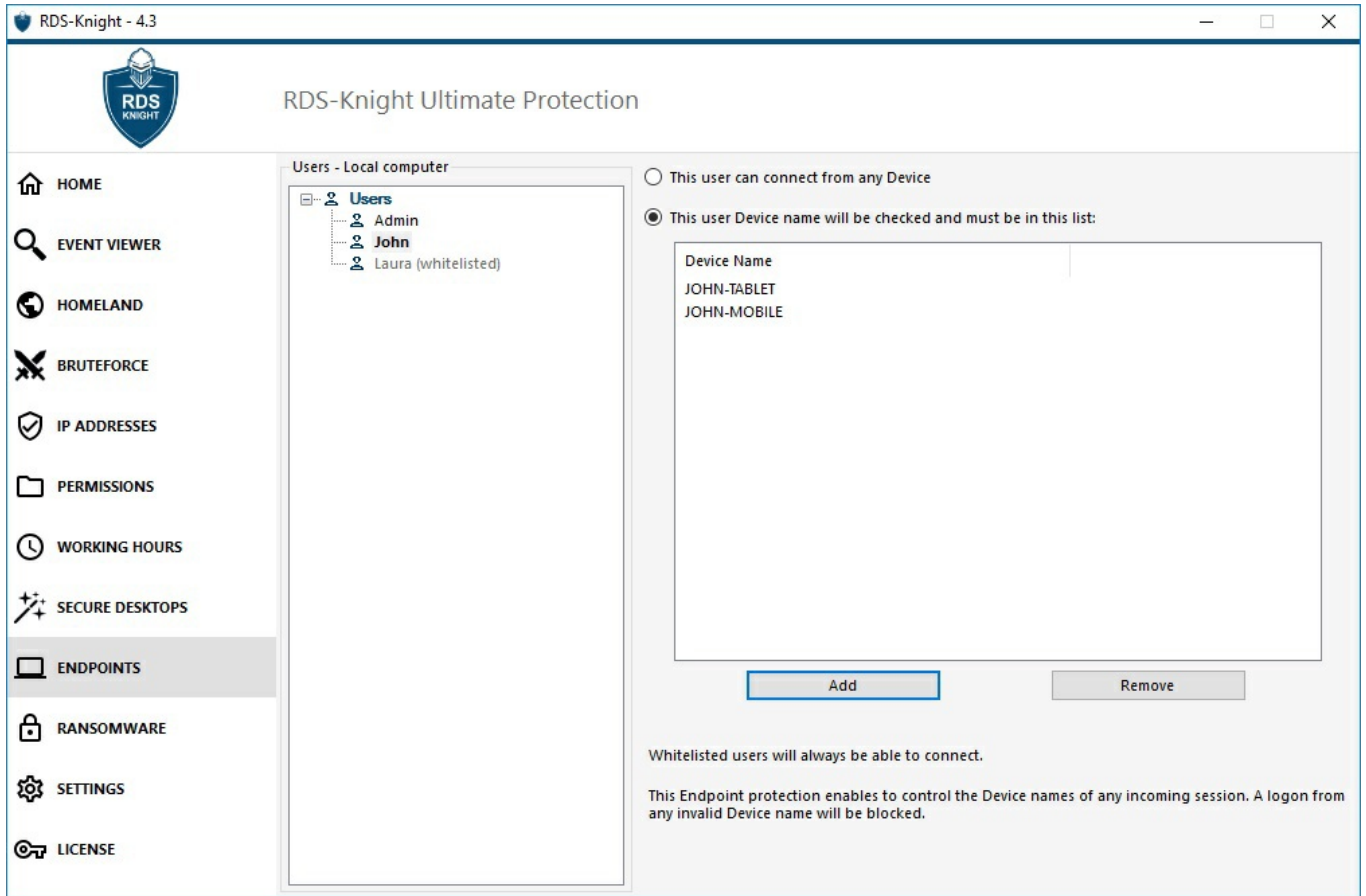 RDS-Knight - 4.3
RDS
KNIGHT
RDS-Knight Ultimate Protection
HOME
EVENT VIEWER
HOMELAND
BRUTEFORCE
IP ADDRESSES
PERMISSIONS
WORKING HOURS
SECURE DESKTOPS
ENDPOINTS
RANSOMWARE
SETTINGS
LICENSE
Users - Local computer
Users
Admin
John
Laura (whitelisted)
This user can connect from any Device
This user Device name will be checked and must be in this list:
Device Name
JOHN-TABLET
JOHN-MOBILE
Add
Remove
Whitelisted users will always be able to connect.
This Endpoint protection enables to control the Device names of any incoming session. A logon from
any invalid Device name will be blocked.